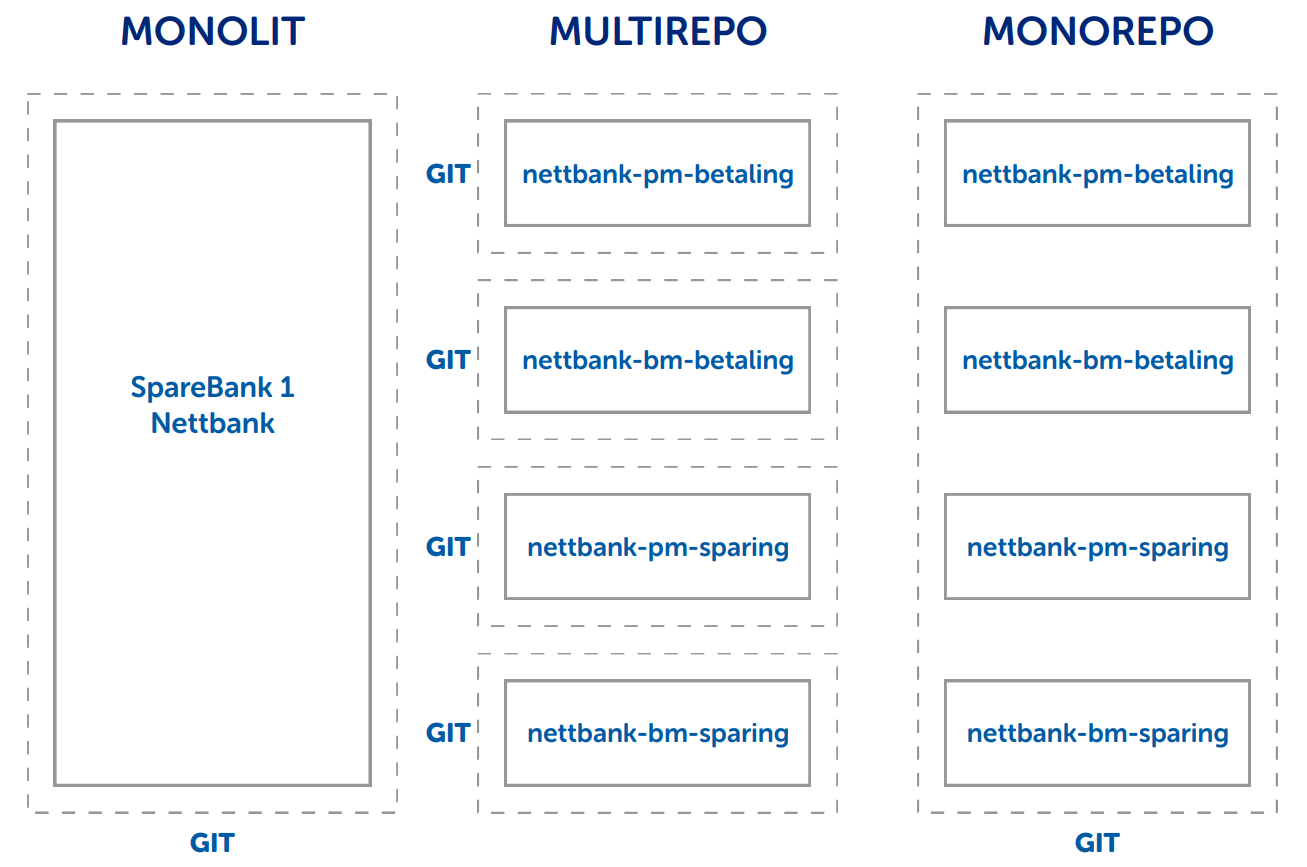 MONOLIT
SpareBank 1
Nettbank
GIT
MULTIREPO
GIT
nettbank-pm-betaling
GIT
nettbank-bm-betaling
GIT
nettbank-pm-sparing
GIT
nettbank-bm-sparing
MONOREPO
nettbank-pm-betaling
nettbank-bm-betaling
nettbank-pm-sparing
nettbank-bm-sparing
GIT